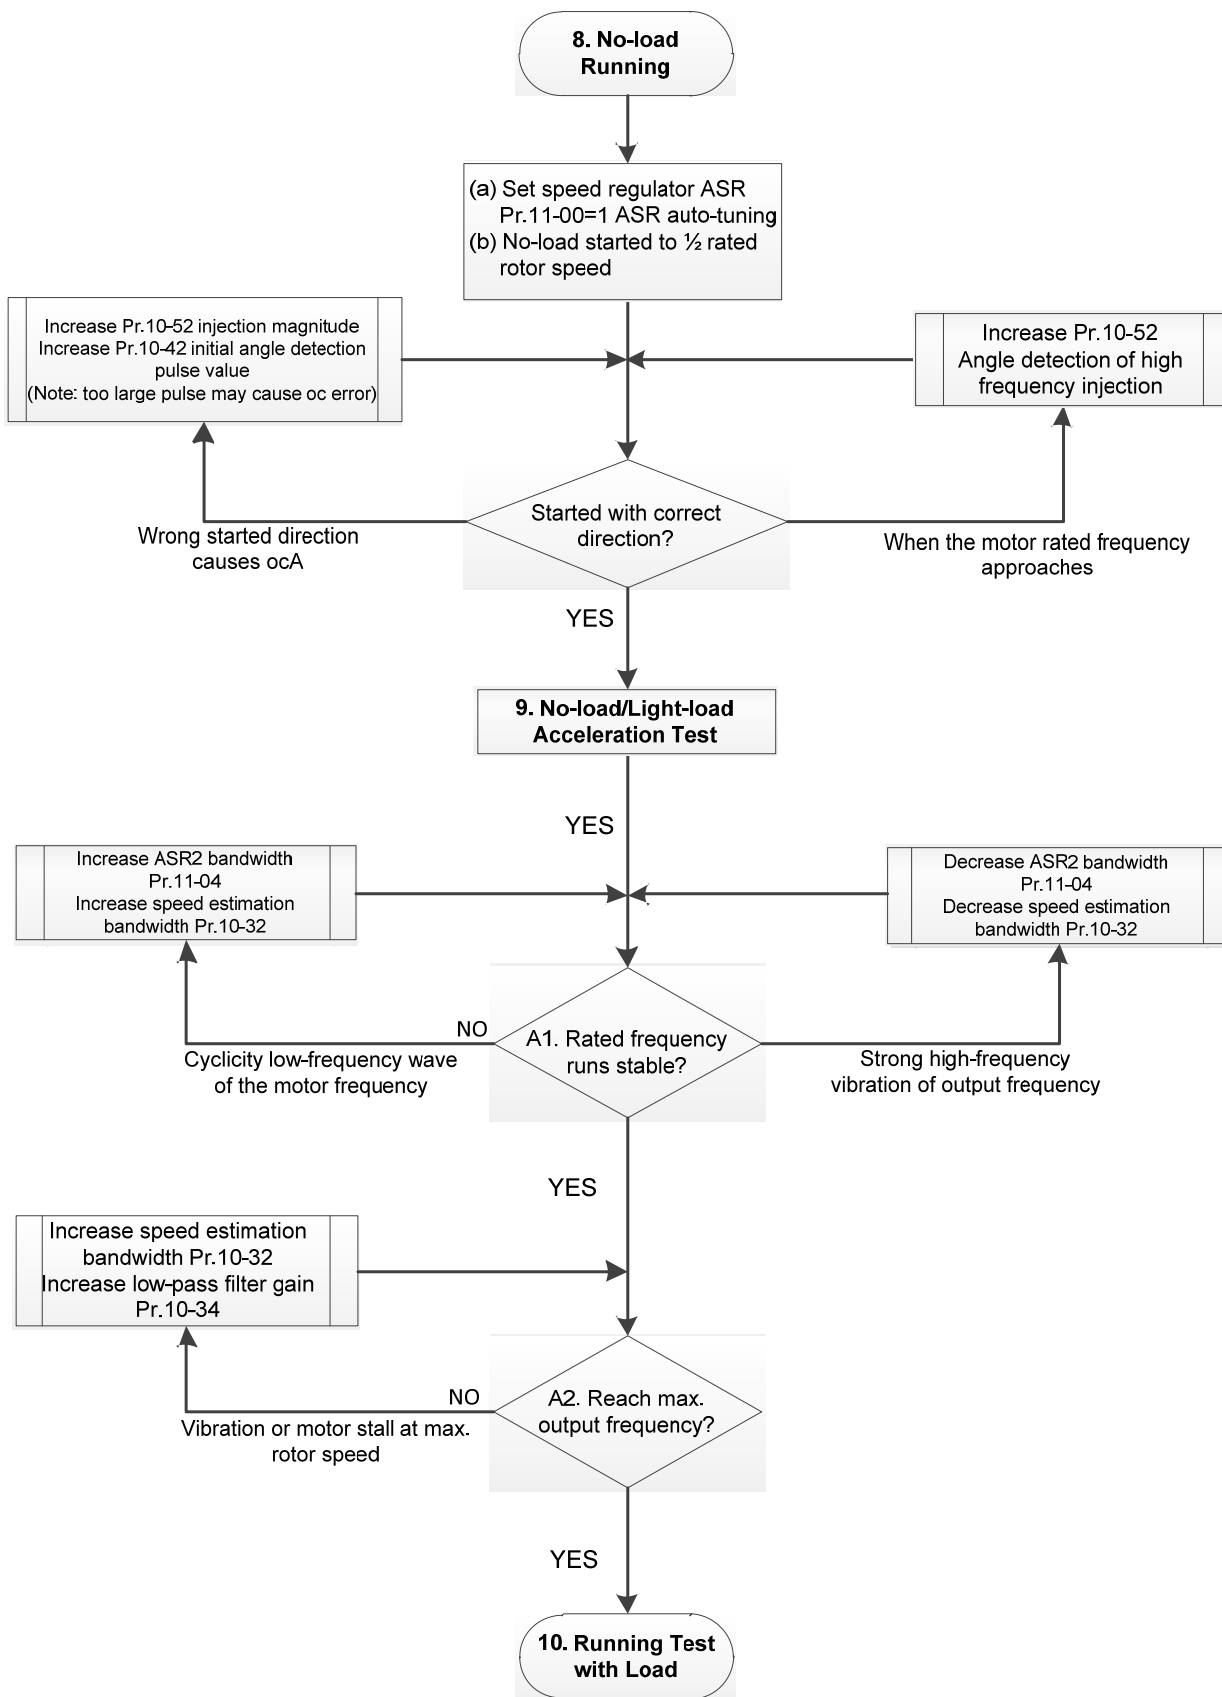 8. No-load
Running
(a) Set speed regulator ASR
Pr.11-00=1 ASR auto-tuning
(b) No-load started to ½ rated
rotor speed
Increase Pr.10-52 injection magnitude
Increase Pr.10-42 initial angle detection
pulse value
(Note: too large pulse may cause oc error)
Increase Pr.10-52
Angle detection of high
frequency injection
Started with correct
direction?
Wrong started direction
causes ocA
When the motor rated frequency
approaches
YES
9. No-load/Light-load
Acceleration Test
YES
Increase ASR2 bandwidth
Pr.11-04
Increase speed estimation
bandwidth Pr.10-32
Decrease ASR2 bandwidth
Pr.11-04
Decrease speed estimation
bandwidth Pr.10-32
NO
A1. Rated frequency
runs stable?
Cyclicity low-frequency wave
of the motor frequency
Strong high-frequency
vibration of output frequency
YES
Increase speed estimation
bandwidth Pr.10-32
Increase low-pass filter gain
Pr.10-34
NO
A2. Reach max.
output frequency?
Vibration or motor stall at max.
rotor speed
YES
10. Running Test
with Load